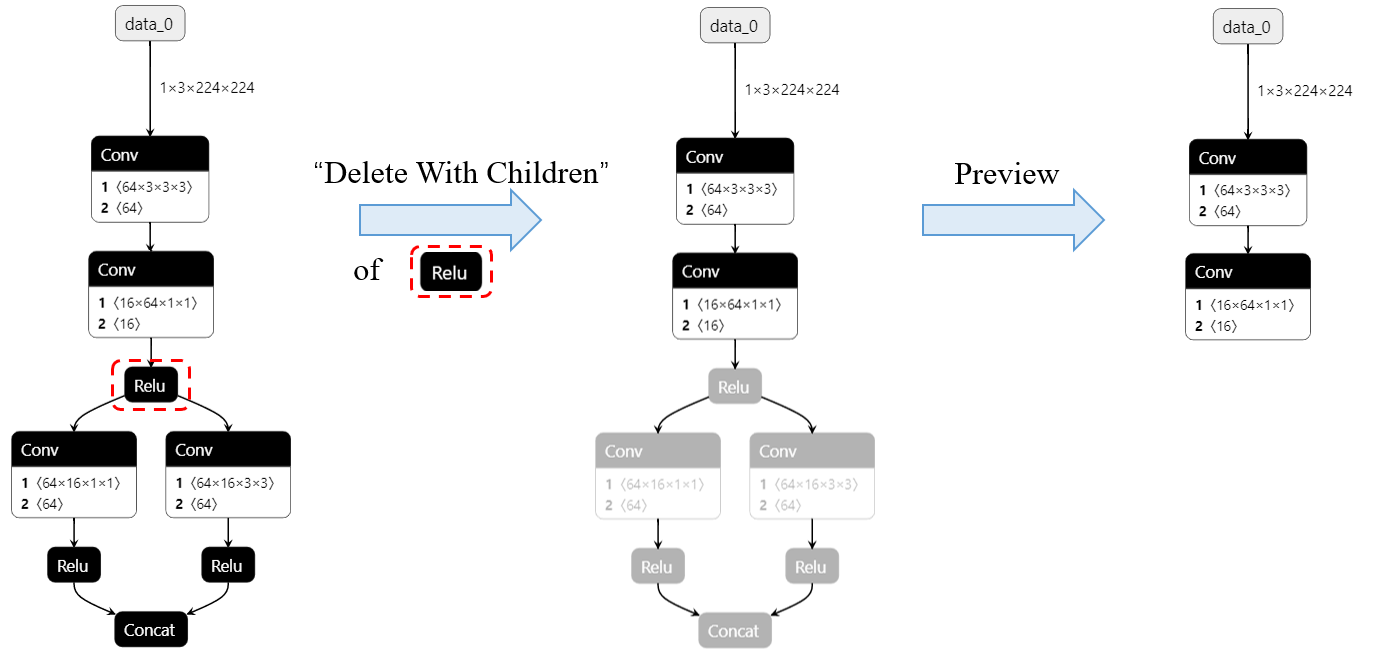 data_0
1×3×224×224
Conv
1 〈64×3×3×3〉
2 〈64〉
Conv
1 〈16×64×1×1〉
2 〈16〉
Relu
Conv
1 〈64×16×1×1〉
2 〈64〉
Conv
1 〈64×16×3×3〉
2 〈64〉
Relu
Relu
Concat
“Delete With Children”
of
Relu
data_0
1×3×224×224
Conv
1 〈64×3×3×3〉
2 〈64〉
Conv
1 〈16×64×1×1〉
2 〈16〉
Relu
Conv
1 〈64×16×1×1〉
2 〈64〉
Conv
1 〈64×16×3×3〉
2 〈64〉
Relu
Relu
Concat
Preview
data_0
1×3×224×224
Conv
1 〈64×3×3×3〉
2 〈64〉
Conv
1 〈16×64×1×1〉
2 〈16〉